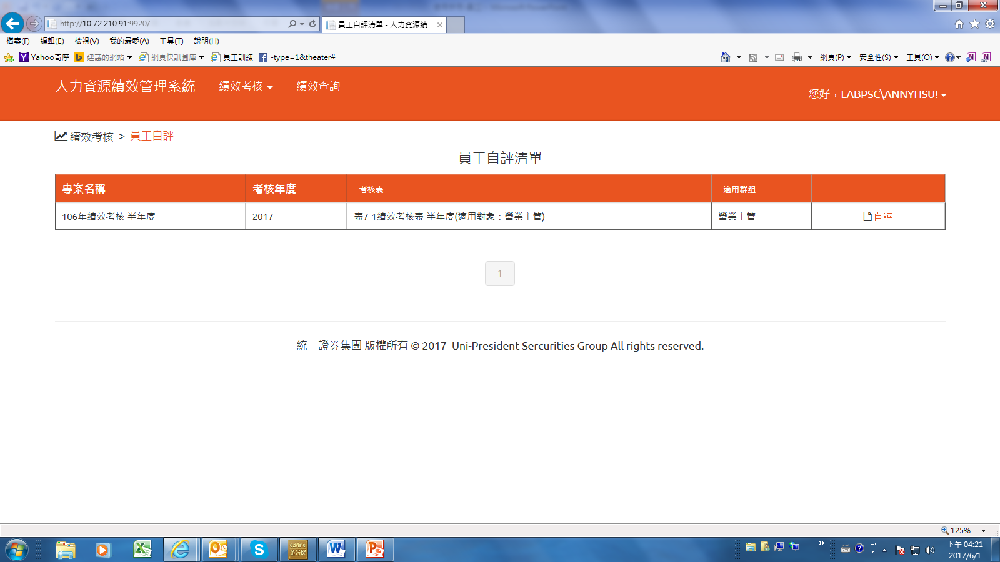 http://10.72.210.91:9920/
員工自評清單 - 人力資源績...
檔案(F) 編輯(E) 檢視(V) 我的最愛(A) 工具(T) 說明(H)
Yahoo奇摩 建議的網站 網頁快訊圖庫 員工訓練 -type=1&theater# 網頁(P) 安全性(S) 工具(O)
人力資源績效管理系統 績效考核 績效查詢 您好,LABPSC\ANNYHSU!
績效考核 > 員工自評
員工自評清單
專案名稱 考核年度 考核表 適用群組
106年績效考核-半年度 2017 表7-1績效考核表-半年度(適用對象:營業主管) 營業主管 自評
1
統一證券集團 版權所有 © 2017 Uni-President Sercurities Group All rights reserved.
125%
ezMine
金好探
下午 04:21
2017/6/1